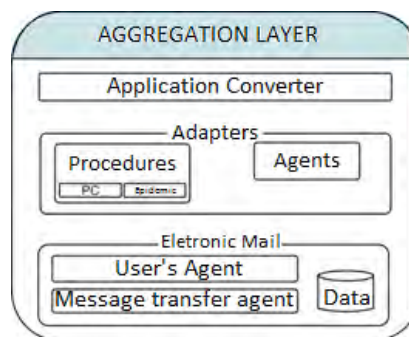 AGGREGATION LAYER
Application Converter
Adapters
Procedures
Agents
PC Epidemic
Eletronic Mail
User's Agent
Message transfer agent
Data